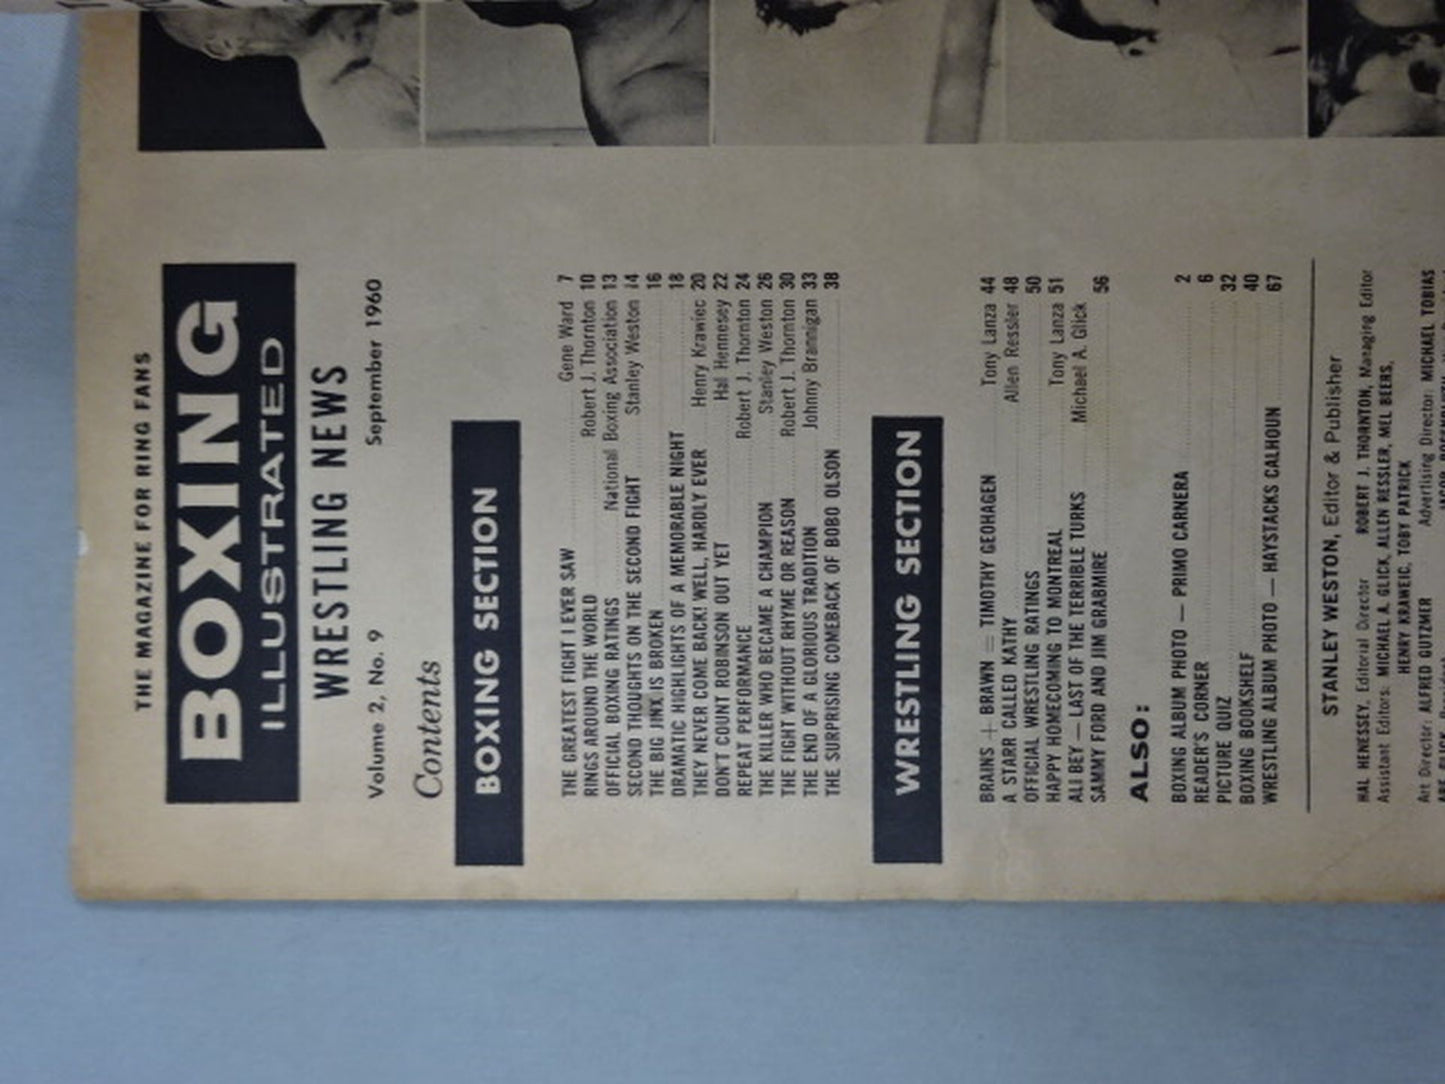 THE MAGAZINE FOR RING FANS
BOXING
ILLUSTRATED
WRESTLING NEWS
Volume 2, No. 9 September 1960
Contents
BOXING SECTION
THE GREATEST FIGHT I EVER SAW Gene Ward 7
RINGS AROUND THE WORLD Robert J. Thornton 10
OFFICIAL BOXING RATINGS National Boxing Association 13
SECOND THOUGHTS ON THE SECOND FIGHT Stanley Weston 14
THE BIG JINX IS BROKEN 16
DRAMATIC HIGHLIGHTS OF A MEMORABLE NIGHT 18
THEY NEVER COME BACK! WELL, HARDLY EVER Henry Krawiec 20
DON'T COUNT ROBINSON OUT YET Hal Hennesey 22
REPEAT PERFORMANCE Robert J. Thornton 24
THE KILLER WHO BECAME A CHAMPION Stanley Weston 26
THE FIGHT WITHOUT RHYME OR REASON Robert J. Thornton 30
THE END OF A GLORIOUS TRADITION Johnny Brannigan 33
THE SURPRISING COMEBACK OF BOBO OLSON 38
WRESTLING SECTION
BRAINS + BRAWN = TIMOTHY GEOHAGEN Tony Lanza 44
A STARR CALLED KATHY Allen Ressler 48
OFFICIAL WRESTLING RATINGS 50
HAPPY HOMECOMING TO MONTREAL Tony Lanza 51
ALI BEY — LAST OF THE TERRIBLE TURKS Michael A. Glick
SAMMY FORD AND JIM GRABMIRE 56
ALSO:
BOXING ALBUM PHOTO — PRIMO CARNERA 2
READER'S CORNER 6
PICTURE QUIZ 32
BOXING BOOKSHELF 40
WRESTLING ALBUM PHOTO — HAYSTACKS CALHOUN 67
STANLEY WESTON, Editor & Publisher
HAL HENESSEY, Editorial Director ROBERT J. THORNTON, Managing Editor
Assistant Editors: MICHAEL A. GLICK, ALLEN RESSLER, MEL BEERS,
HENRY KRAWEIC, TOBY PATRICK
Art Director: ALFRED GUTZMER Advertising Director: MICHAEL TOBIAS